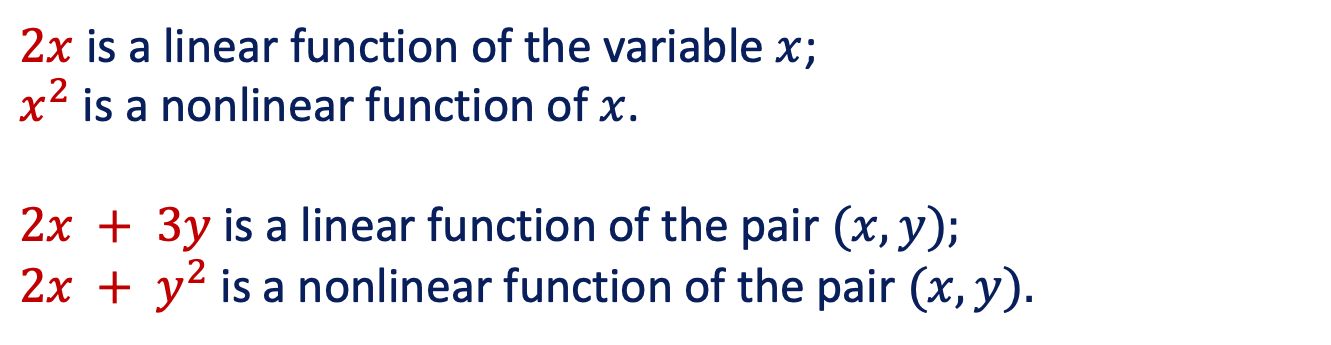 2x is a linear function of the variable x;
x² is a nonlinear function of x.
2x + 3y is a linear function of the pair (x, y);
2x + y² is a nonlinear function of the pair (x, y).